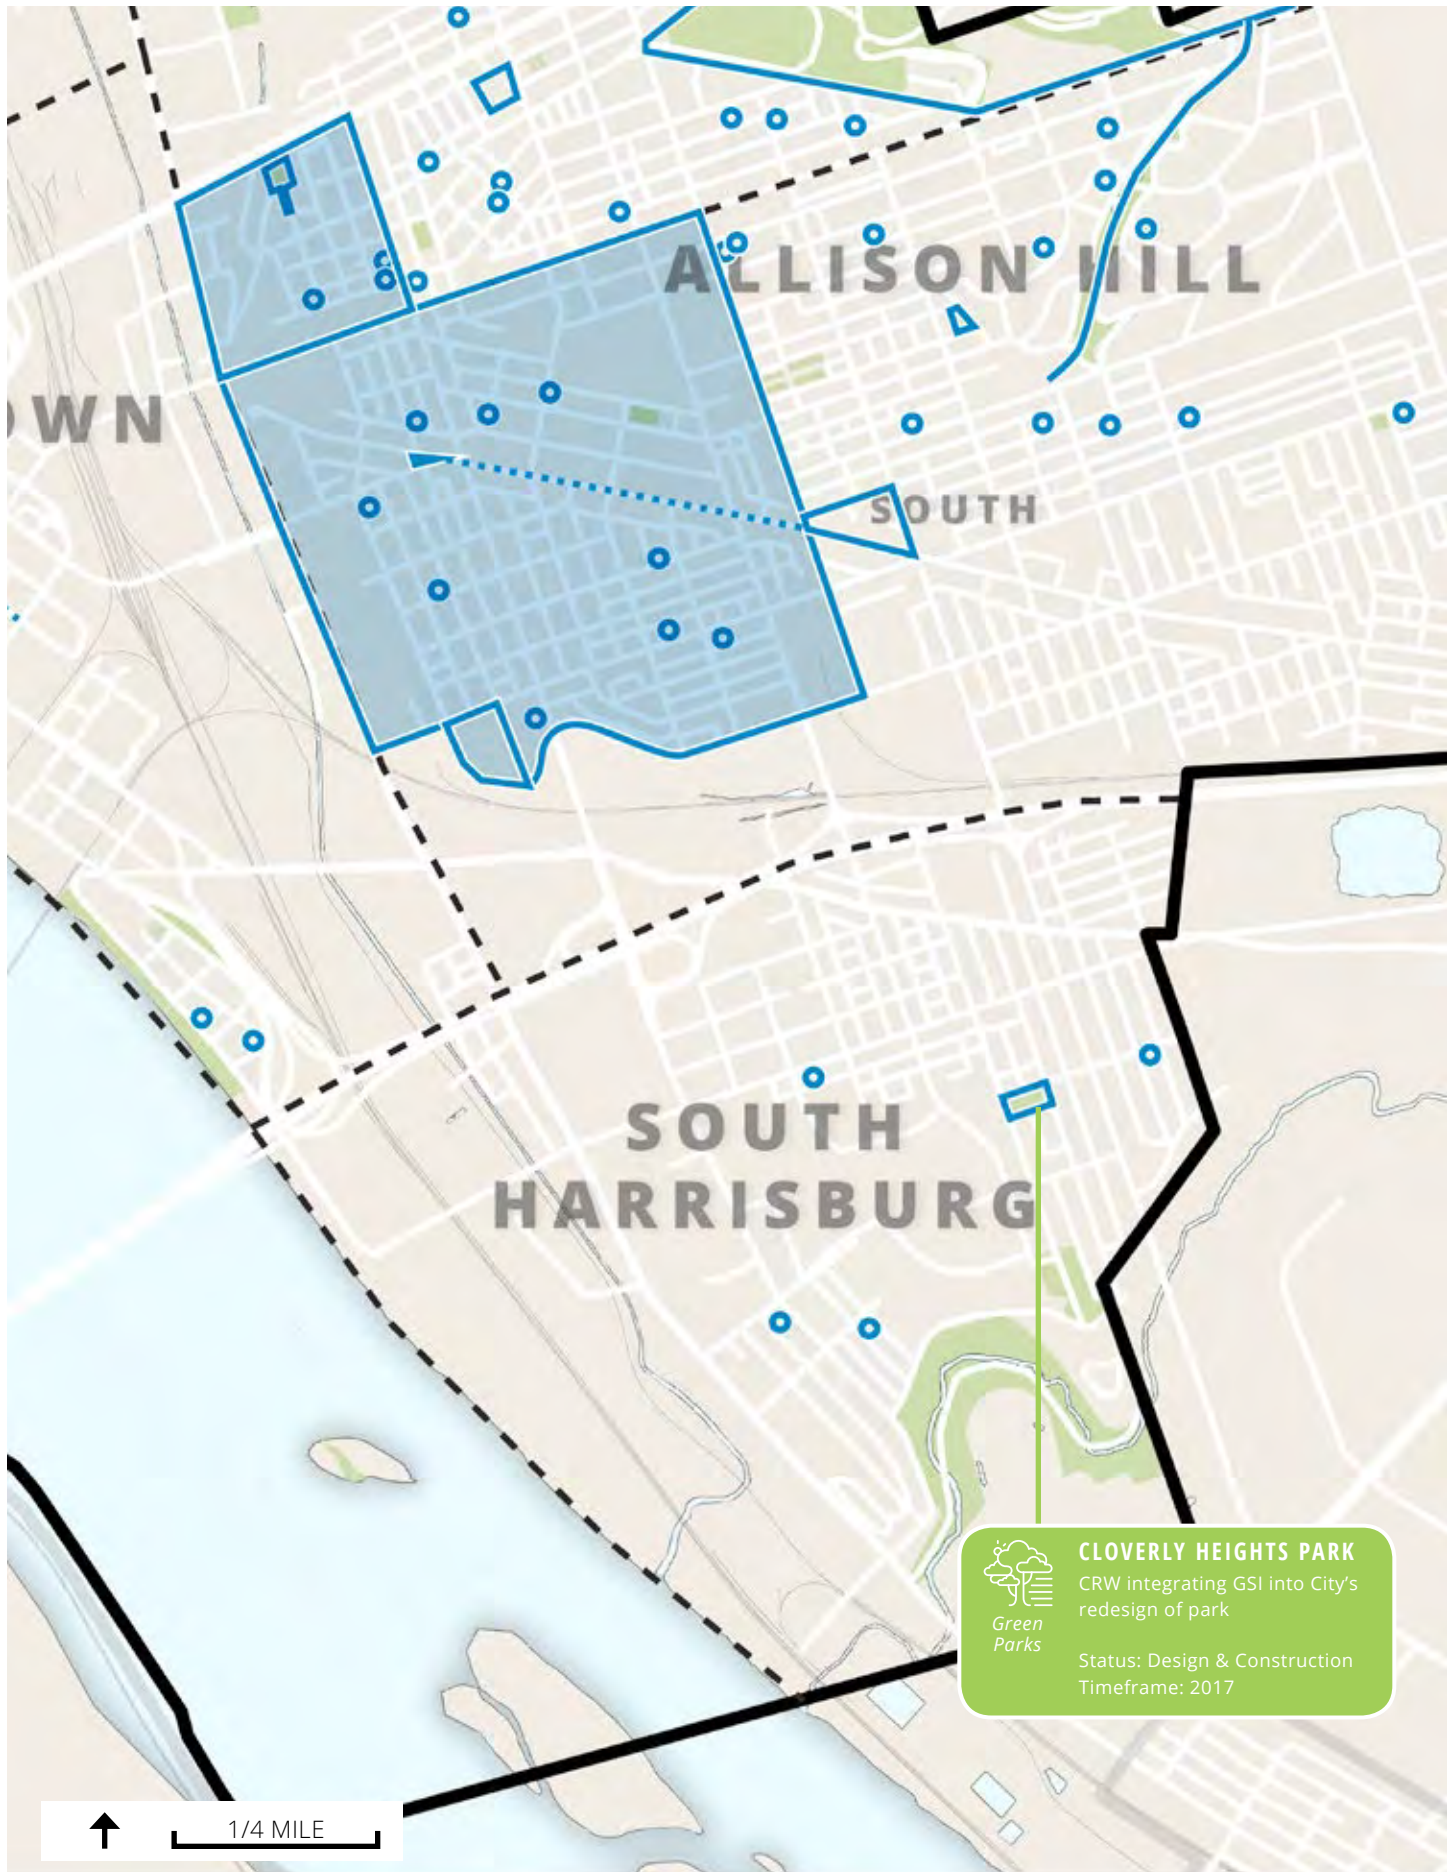 ALLISON HILL
OWN
SOUTH
SOUTH
HARRISBURG
CLOVERLY HEIGHTS PARK
CRW integrating GSI into City's
redesign of park
Green
Parks
Status: Design & Construction
Timeframe: 2017
1/4 MILE